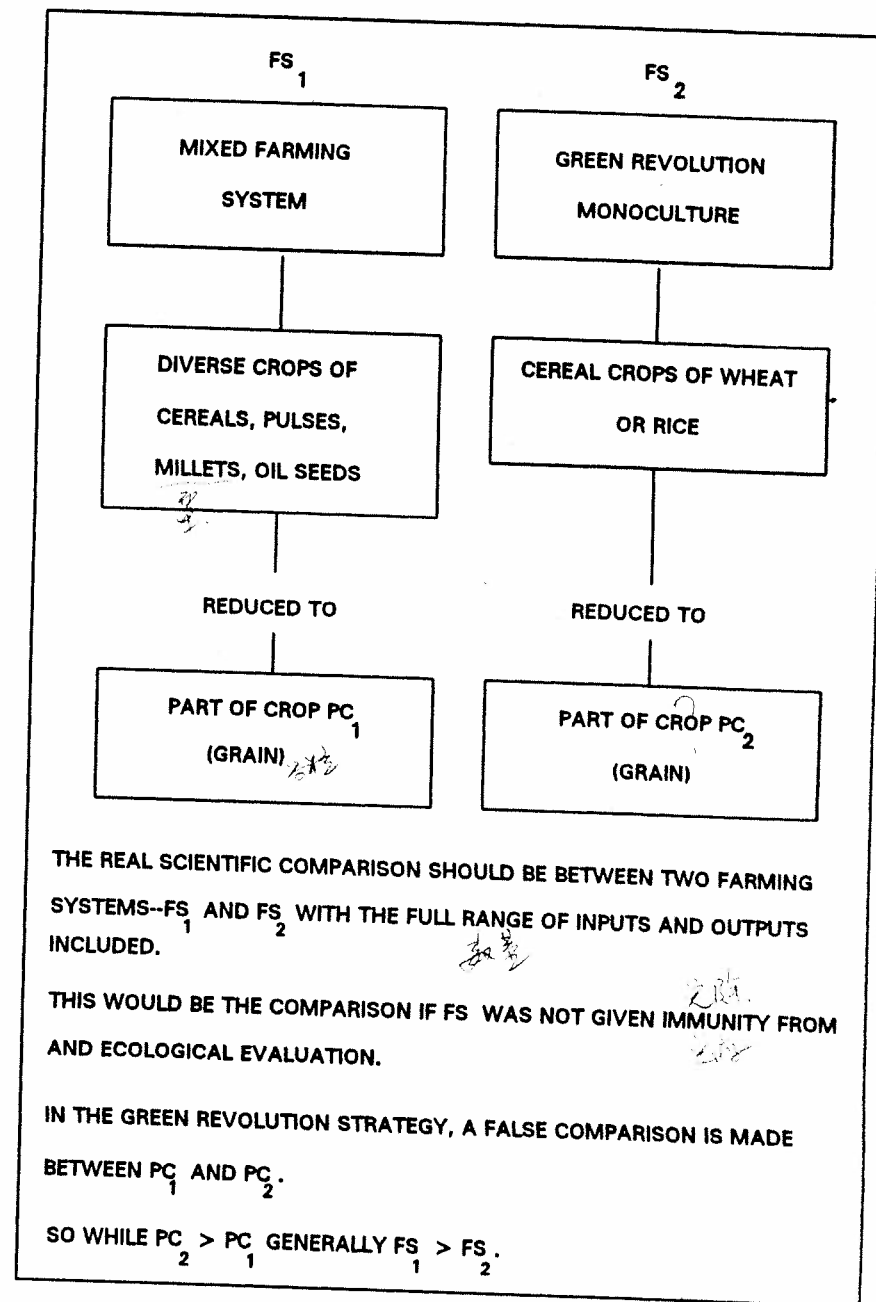 FS₁
FS₂
MIXED FARMING
SYSTEM
GREEN REVOLUTION
MONOCULTURE
DIVERSE CROPS OF
CEREALS, PULSES,
MILLETS, OIL SEEDS
CEREAL CROPS OF WHEAT
OR RICE
REDUCED TO
REDUCED TO
PART OF CROP PC₁
(GRAIN)
PART OF CROP PC₂
(GRAIN)
THE REAL SCIENTIFIC COMPARISON SHOULD BE BETWEEN TWO FARMING
SYSTEMS--FS₁ AND FS₂ WITH THE FULL RANGE OF INPUTS AND OUTPUTS
INCLUDED.
THIS WOULD BE THE COMPARISON IF FS WAS NOT GIVEN IMMUNITY FROM
AND ECOLOGICAL EVALUATION.
IN THE GREEN REVOLUTION STRATEGY, A FALSE COMPARISON IS MADE
BETWEEN PC₁ AND PC₂.
SO WHILE PC₂ > PC₁ GENERALLY FS₁ > FS₂.